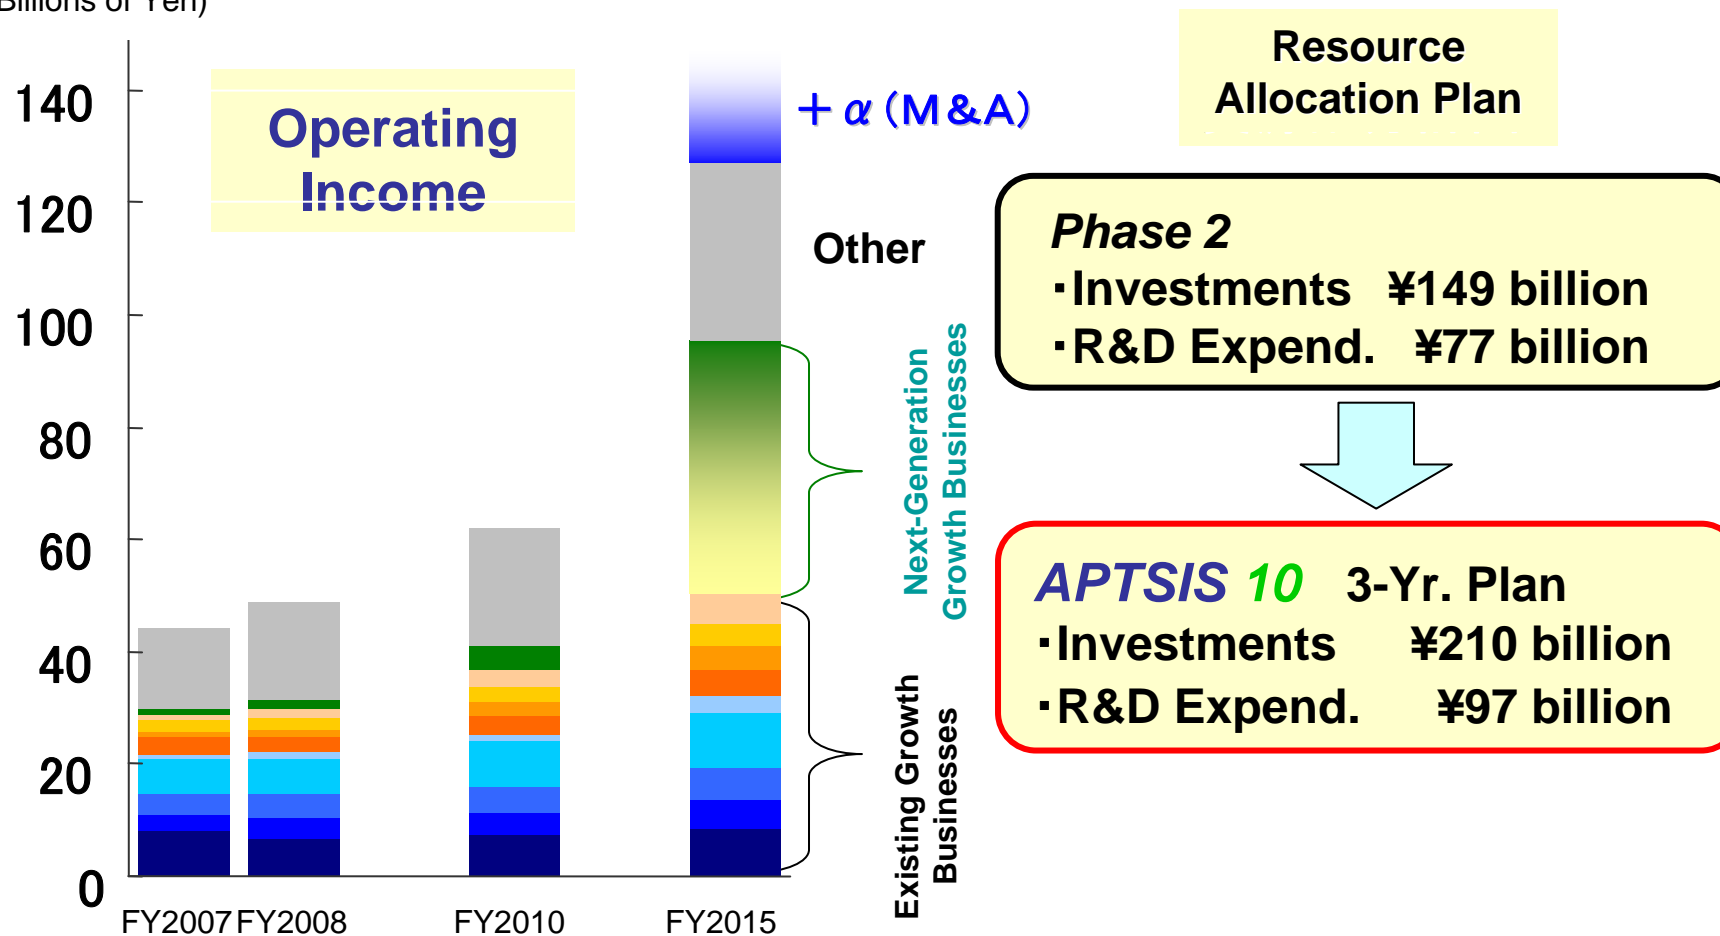 Billions of Yen)
140
120
100
80
60
40
20
0
Operating
Income
FY2007
FY2008
FY2010
FY2015
+α(M&A)
Other
Next-Generation
Growth Businesses
Existing Growth
Businesses
Resource
Allocation Plan
Phase 2
・Investments ¥149 billion
・R&D Expend. ¥77 billion
APTSIS 10 3-Yr. Plan
・Investments ¥210 billion
・R&D Expend. ¥97 billion